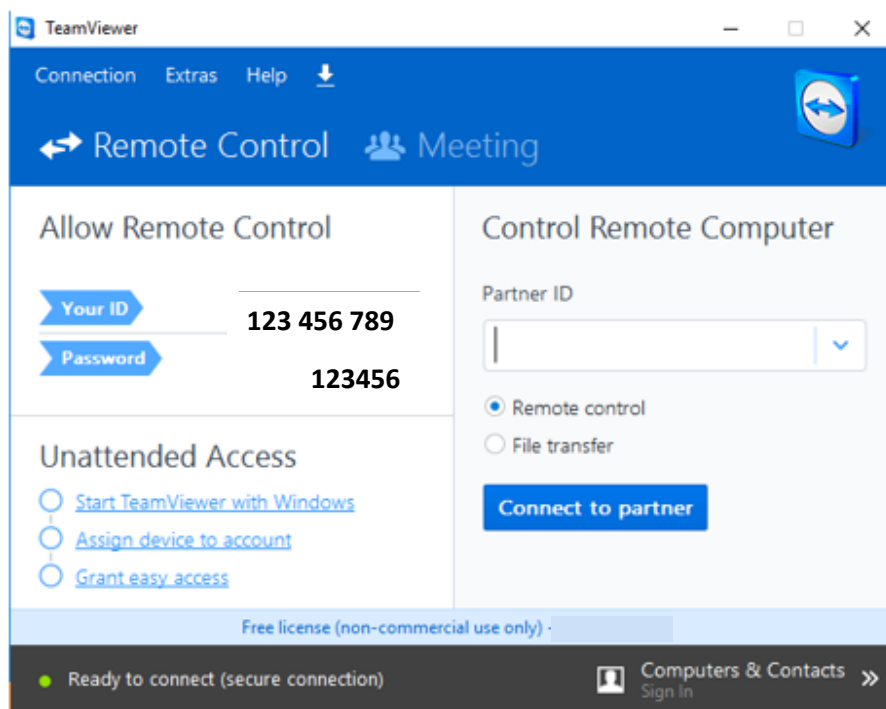 TeamViewer
Connection Extras Help
Remote Control Meeting
Allow Remote Control
Your ID 123 456 789
Password 123456
Unattended Access
Start TeamViewer with Windows
Assign device to account
Grant easy access
Control Remote Computer
Partner ID
Remote control
File transfer
Connect to partner
Free license (non-commercial use only) -
Ready to connect (secure connection)
Computers & Contacts
Sign In